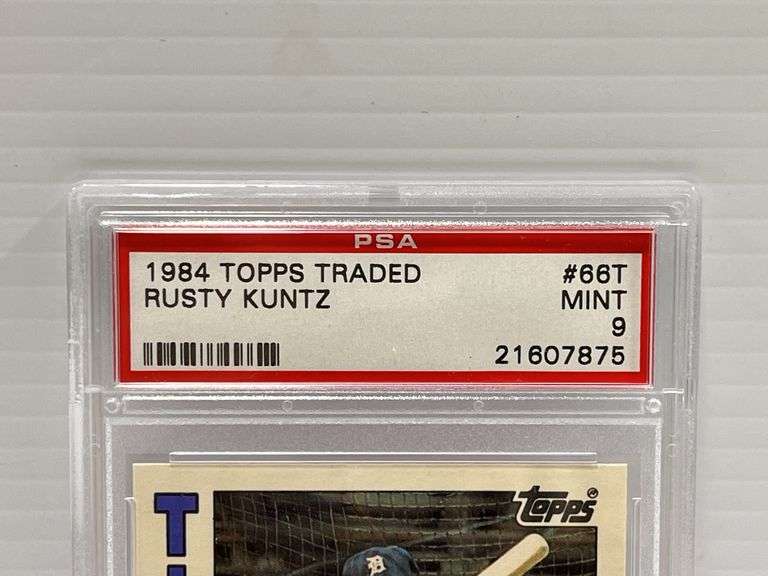 PSA
1984 TOPPS TRADED #66T
RUSTY KUNTZ MINT
9
21607875
Topps®
T
D